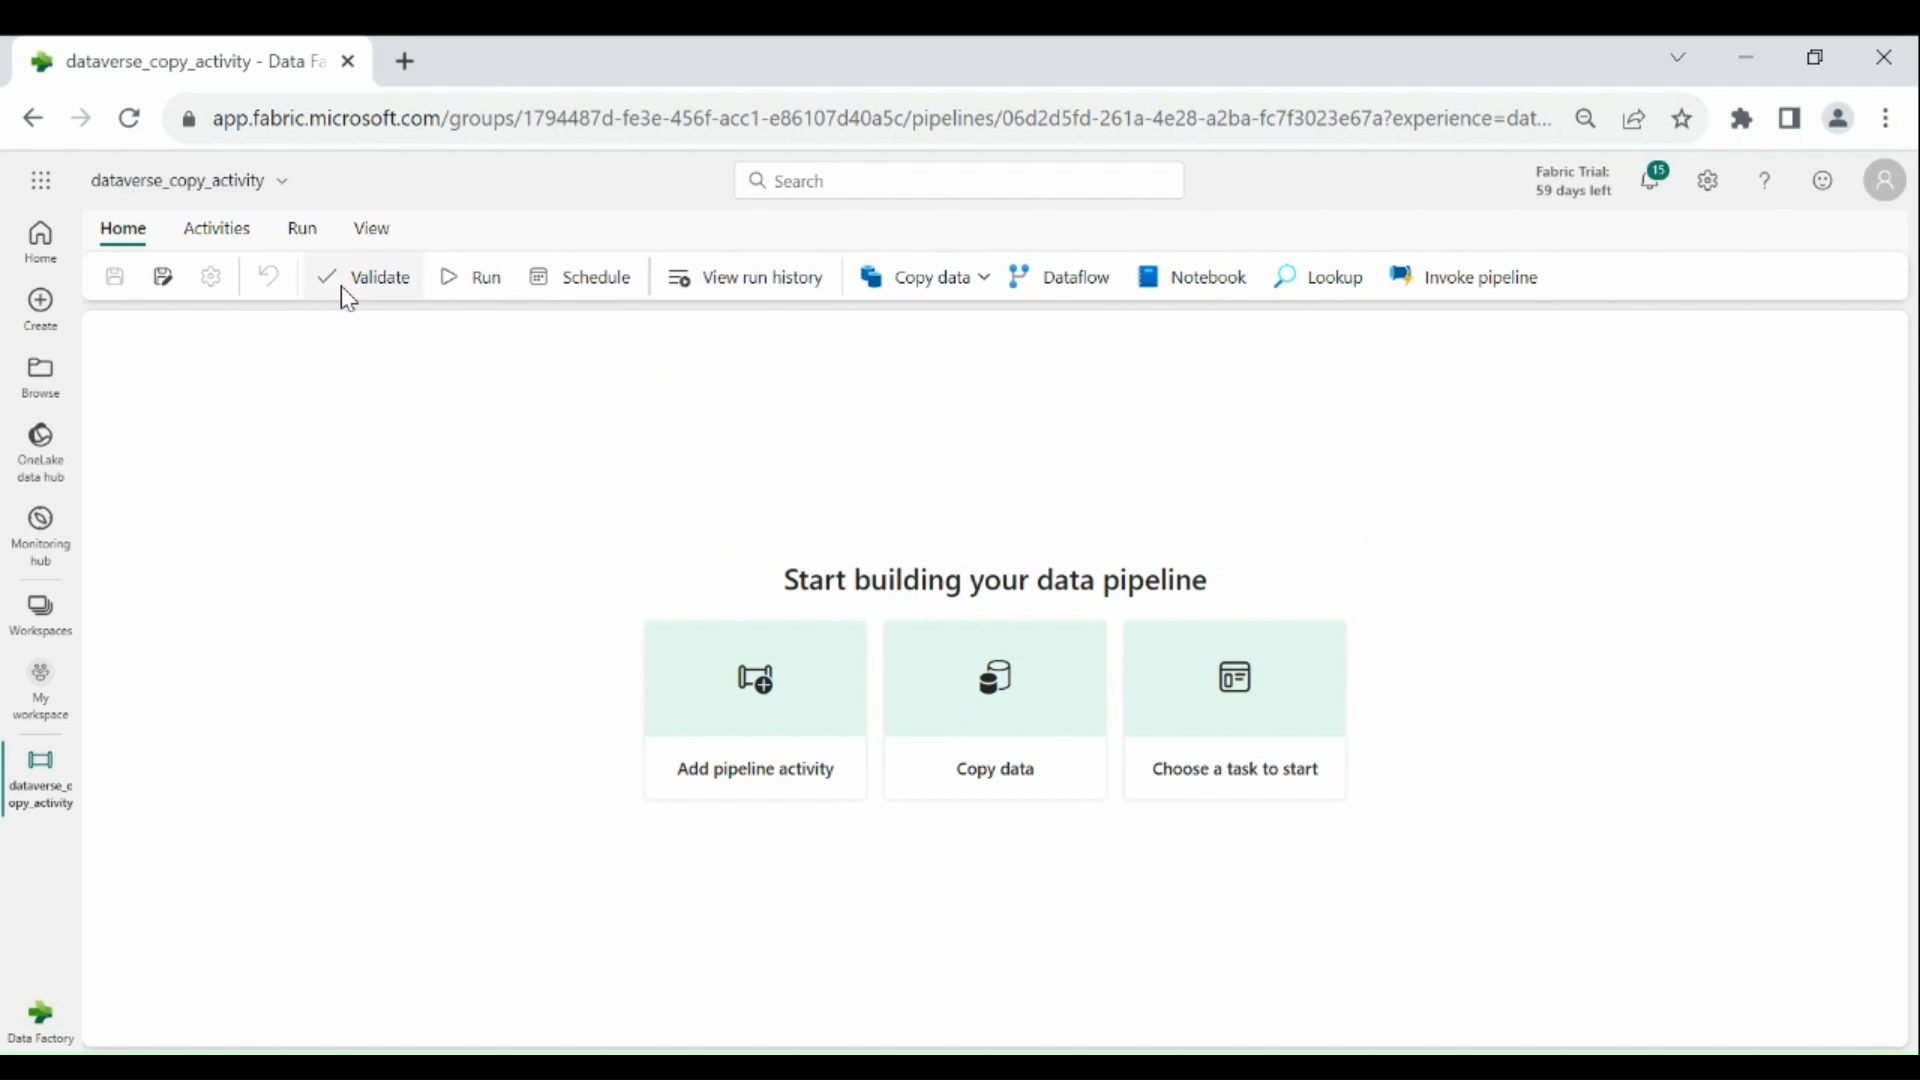 dataverse_copy_activity - Data Fa
app.fabric.microsoft.com/groups/1794487d-fe3e-456f-acc1-e86107d40a5c/pipelines/06d2d5fd-261a-4e28-a2ba-fc7f3023e67a?experience=dat...
dataverse_copy_activity
Search
Fabric Trial:
59 days left
15
Home Activities Run View
Validate Run Schedule View run history Copy data Dataflow Notebook Lookup Invoke pipeline
Home
Create
Browse
OneLake
data hub
Monitoring
hub
Workspaces
My
workspace
dataverse_c
opy_activity
Data Factory
Start building your data pipeline
Add pipeline activity
Copy data
Choose a task to start